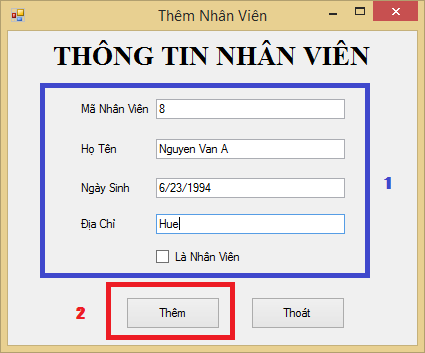 Thêm Nhân Viên
THÔNG TIN NHÂN VIÊN
Mã Nhân Viên 8
Họ Tên Nguyen Van A
Ngày Sinh 6/23/1994
Địa Chỉ Hue
Là Nhân Viên
1
2 Thêm Thoát